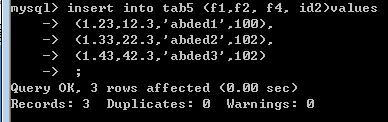 mysql> insert into tab5 (f1,f2, f4, id2)values
    -> (1.23,12.3,'abded1',100),
    -> (1.33,22.3,'abded2',102),
    -> (1.43,42.3,'abded3',102)
    -> ;
Query OK, 3 rows affected (0.00 sec)
Records: 3  Duplicates: 0  Warnings: 0